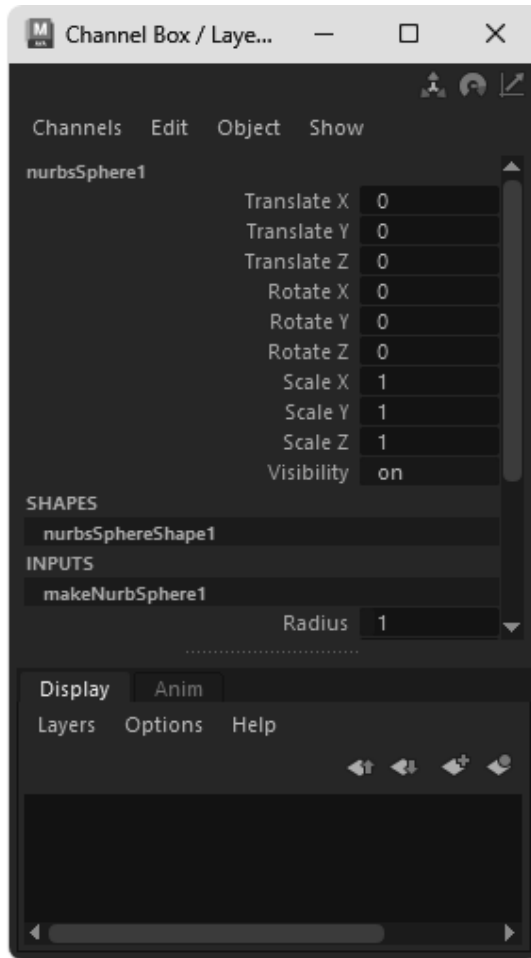 Channel Box / Laye...
Channels Edit Object Show
nurbsSphere1
Translate X 0
Translate Y 0
Translate Z 0
Rotate X 0
Rotate Y 0
Rotate Z 0
Scale X 1
Scale Y 1
Scale Z 1
Visibility on
SHAPES
nurbsSphereShape1
INPUTS
makeNurbSphere1
Radius 1
Display Anim
Layers Options Help